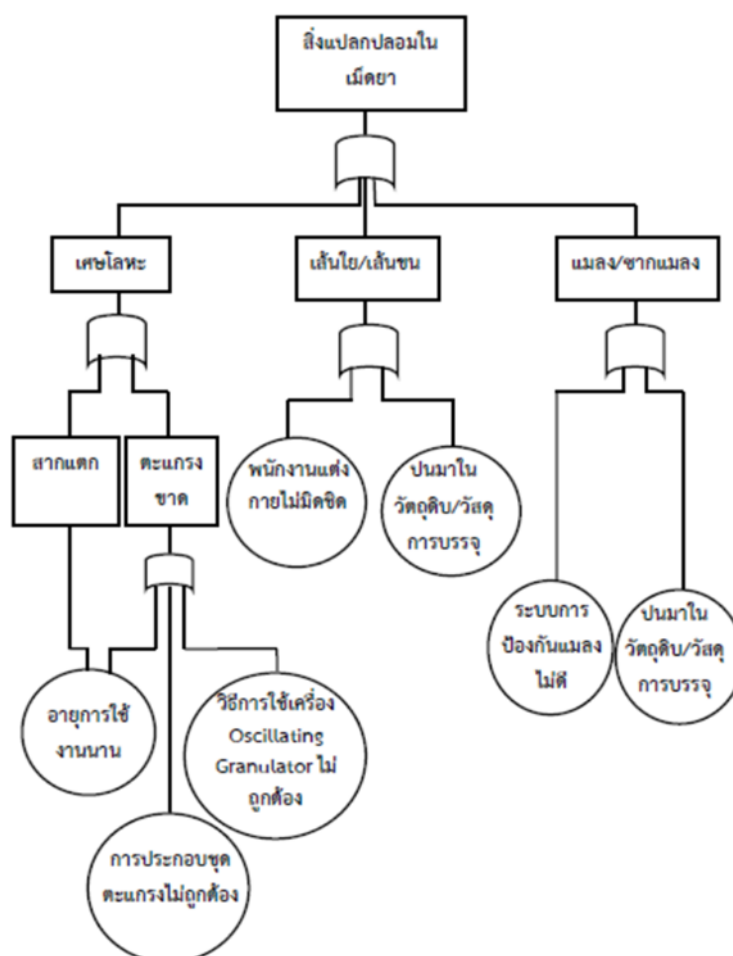 สิ่งแปลกปลอมใน
เม็ดยา
เศษโลหะ
เส้นใย/เส้นขน
แมลง/ซากแมลง
สากแตก
ตะแกรง
ขาด
พนักงานแต่ง
กายไม่มิดชิด
ปนมาใน
วัตถุดิบ/วัสดุ
การบรรจุ
ระบบการ
ป้องกันแมลง
ไม่ดี
ปนมาใน
วัตถุดิบ/วัสดุ
การบรรจุ
อายุการใช้
งานนาน
วิธีการใช้เครื่อง
Oscillating
Granulator ไม่
ถูกต้อง
การประกอบชุด
ตะแกรงไม่ถูกต้อง